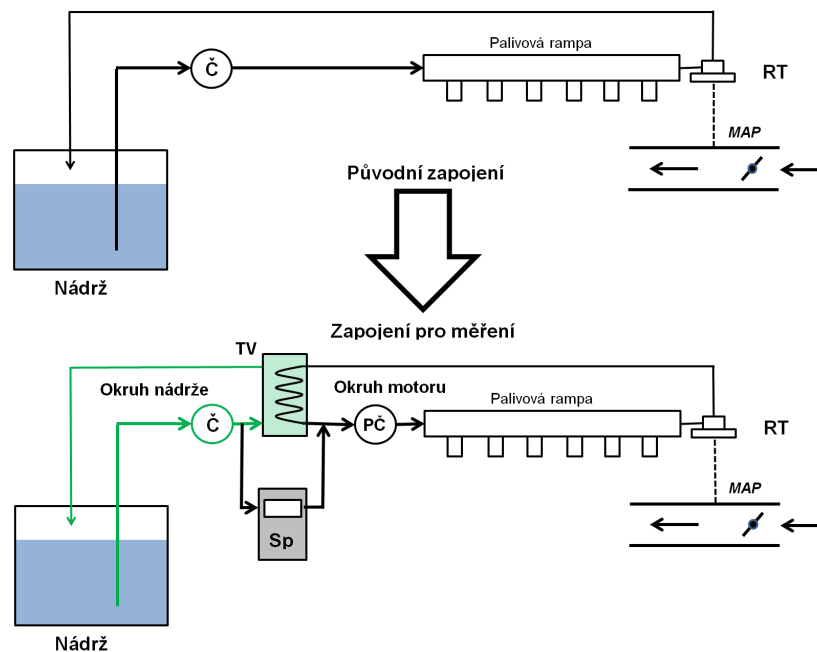 Palivová rampa
Č
RT
MAP
Původní zapojení
Nádrž
Zapojení pro měření
TV
Okruh nádrže
Okruh motoru
Palivová rampa
Č
PČ
RT
MAP
Sp
Nádrž